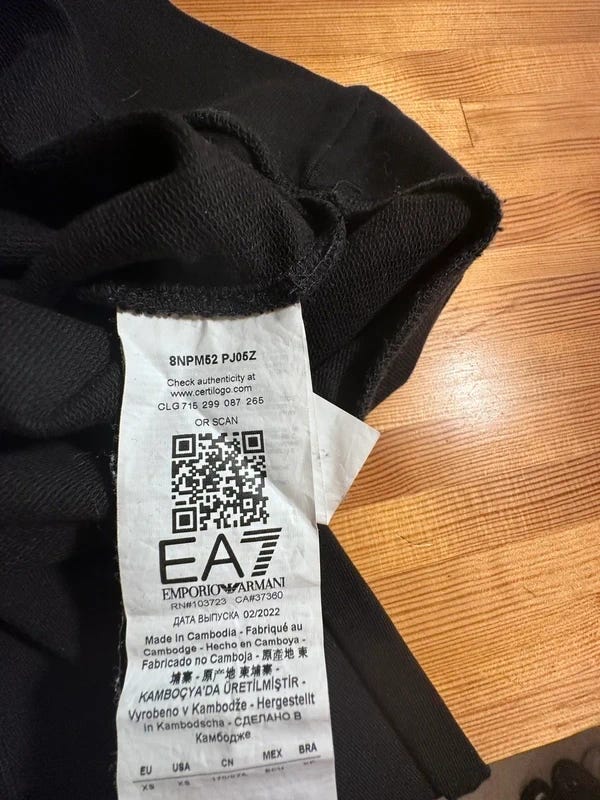 8NPM52 PJ05Z
Check authenticity at
www.certilogo.com
CLG 715 299 087 265
OR SCAN
EA7
EMPORIO ARMANI
RN#103723 CA#37360
ДАТА ВЫПУСКА 02/2022
Made in Cambodia - Fabriqué au
Cambodge - Hecho en Camboya -
Fabricado no Camboja - 原産地 柬
埔寨 - 原产地 柬埔寨 -
KAMBOÇYA'DA ÜRETİLMİŞTİR -
Vyrobeno v Kambodže - Hergestellt
in Kambodscha - СДЕЛАНО В
Камбодже
EU USA CN MEX BRA
XS XS